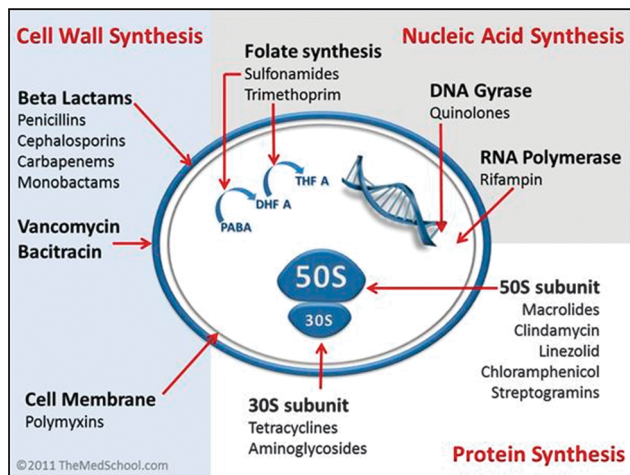 Cell Wall Synthesis
Beta Lactams
Penicillins
Cephalosporins
Carbapenems
Monobactams
Vancomycin
Bacitracin
Cell Membrane
Polymyxins
©2011 TheMedSchool.com
Folate synthesis
Sulfonamides
Trimethoprim
PABA
DHF A
THF A
50S
30S
30S subunit
Tetracyclines
Aminoglycosides
Nucleic Acid Synthesis
DNA Gyrase
Quinolones
RNA Polymerase
Rifampin
50S subunit
Macrolides
Clindamycin
Linezolid
Chloramphenicol
Streptogramins
Protein Synthesis